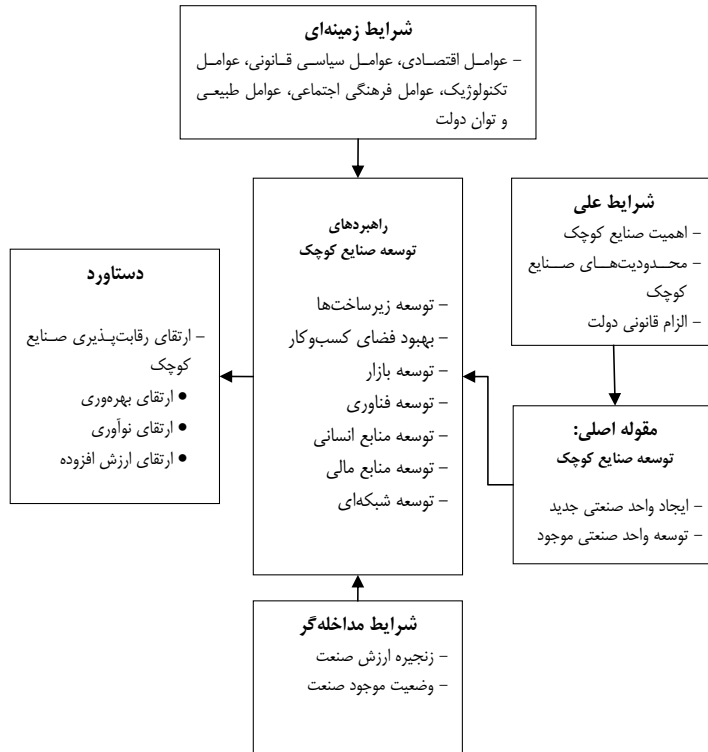 شرایط زمینه‌ای
- عوامل اقتصادی، عوامل سیاسی قانونی، عوامل
تکنولوژیک، عوامل فرهنگی اجتماعی، عوامل طبیعی
و توان دولت
شرایط علی
- اهمیت صنایع کوچک
- محدودیت‌های صنایع
کوچک
- الزام قانونی دولت
مقوله اصلی:
توسعه صنایع کوچک
- ایجاد واحد صنعتی جدید
- توسعه واحد صنعتی موجود
راهبردهای
توسعه صنایع کوچک
- توسعه زیرساخت‌ها
- بهبود فضای کسب‌وکار
- توسعه بازار
- توسعه فناوری
- توسعه منابع انسانی
- توسعه منابع مالی
- توسعه شبکه‌ای
دستاورد
- ارتقای رقابت‌پذیری صنایع
کوچک
● ارتقای بهره‌وری
● ارتقای نوآوری
● ارتقای ارزش افزوده
شرایط مداخله‌گر
- زنجیره ارزش صنعت
- وضعیت موجود صنعت